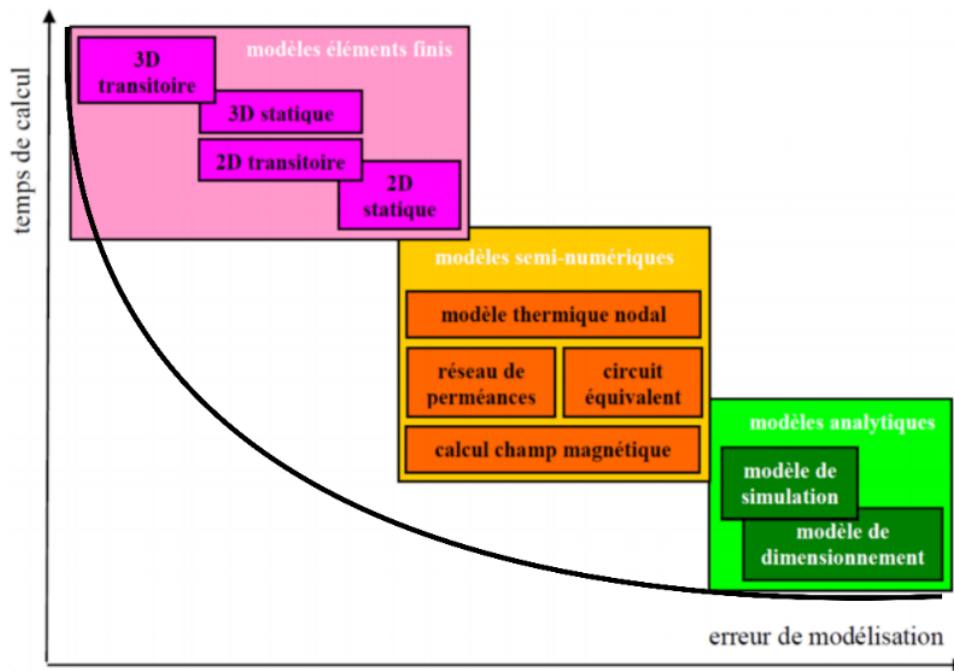 temps de calcul
modèles éléments finis
3D
transitoire
3D statique
2D transitoire
2D
statique
modèles semi-numériques
modèle thermique nodal
réseau de
perméances
circuit
équivalent
calcul champ magnétique
modèles analytiques
modèle de
simulation
modèle de
dimensionnement
erreur de modélisation